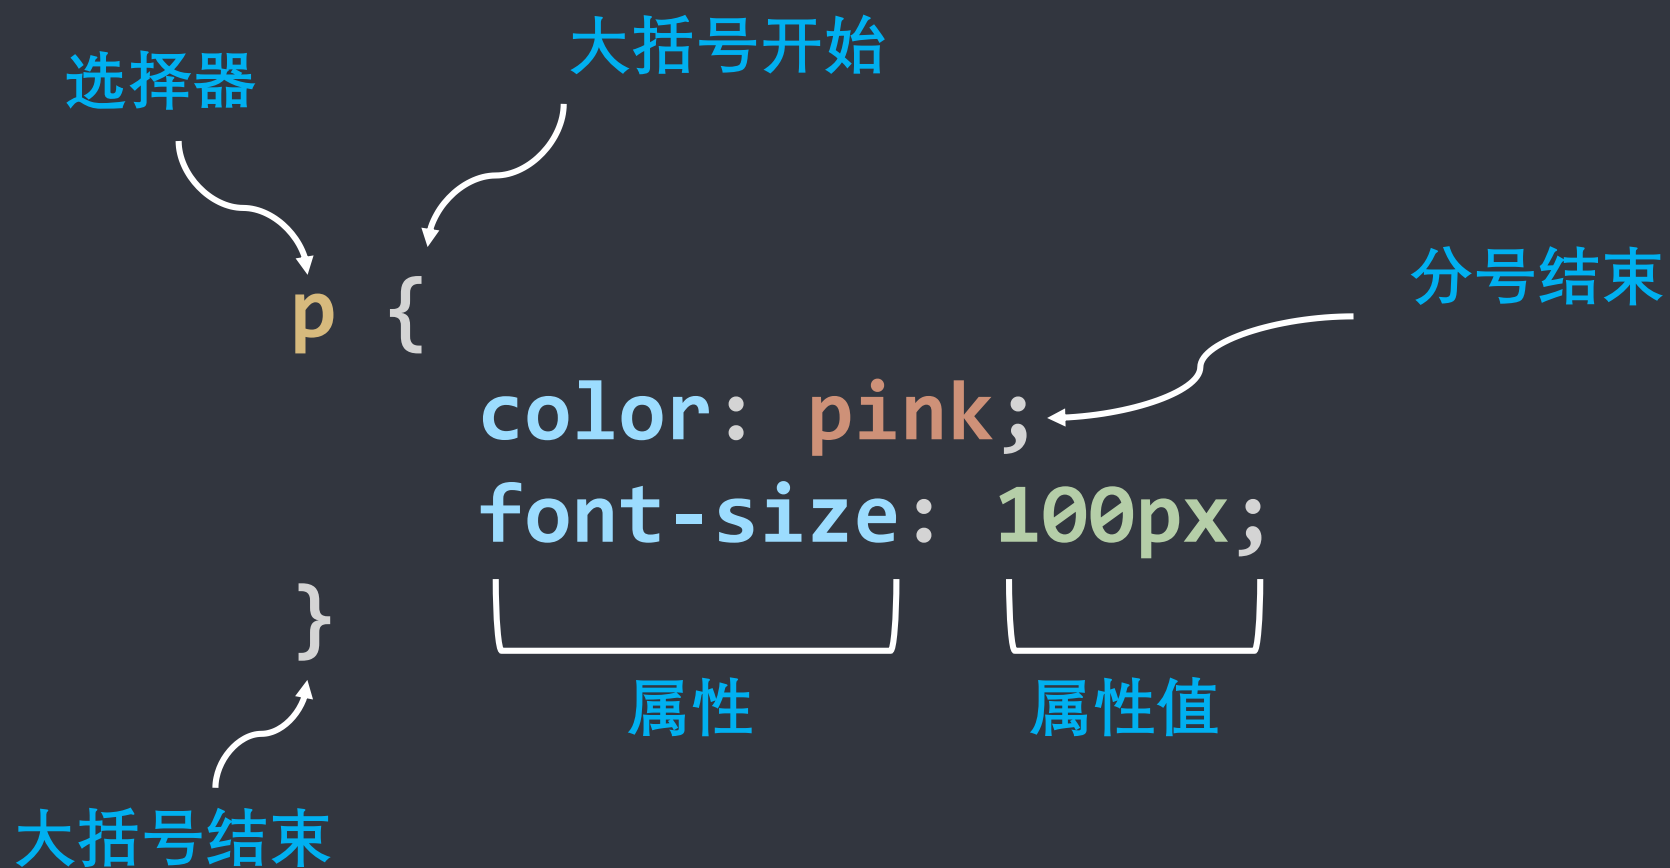 选择器
大括号开始
分号结束
p {
color: pink;
font-size: 100px;
}
属性
属性值
大括号结束